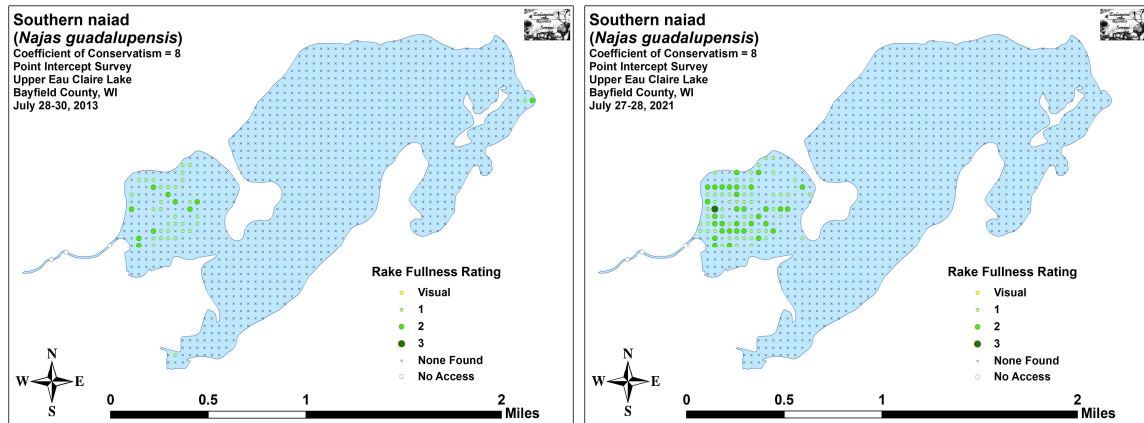 Southern naiad
(Najas guadalupensis)
Coefficient of Conservatism = 8
Point Intercept Survey
Upper Eau Claire Lake
Bayfield County, WI
July 28-30, 2013
Rake Fullness Rating
Visual
1
2
3
None Found
No Access
N
W E
S
0 0.5 1 2
Miles
Southern naiad
(Najas guadalupensis)
Coefficient of Conservatism = 8
Point Intercept Survey
Upper Eau Claire Lake
Bayfield County, WI
July 27-28, 2021
Rake Fullness Rating
Visual
1
2
3
None Found
No Access
N
W E
S
0 0.5 1 2
Miles